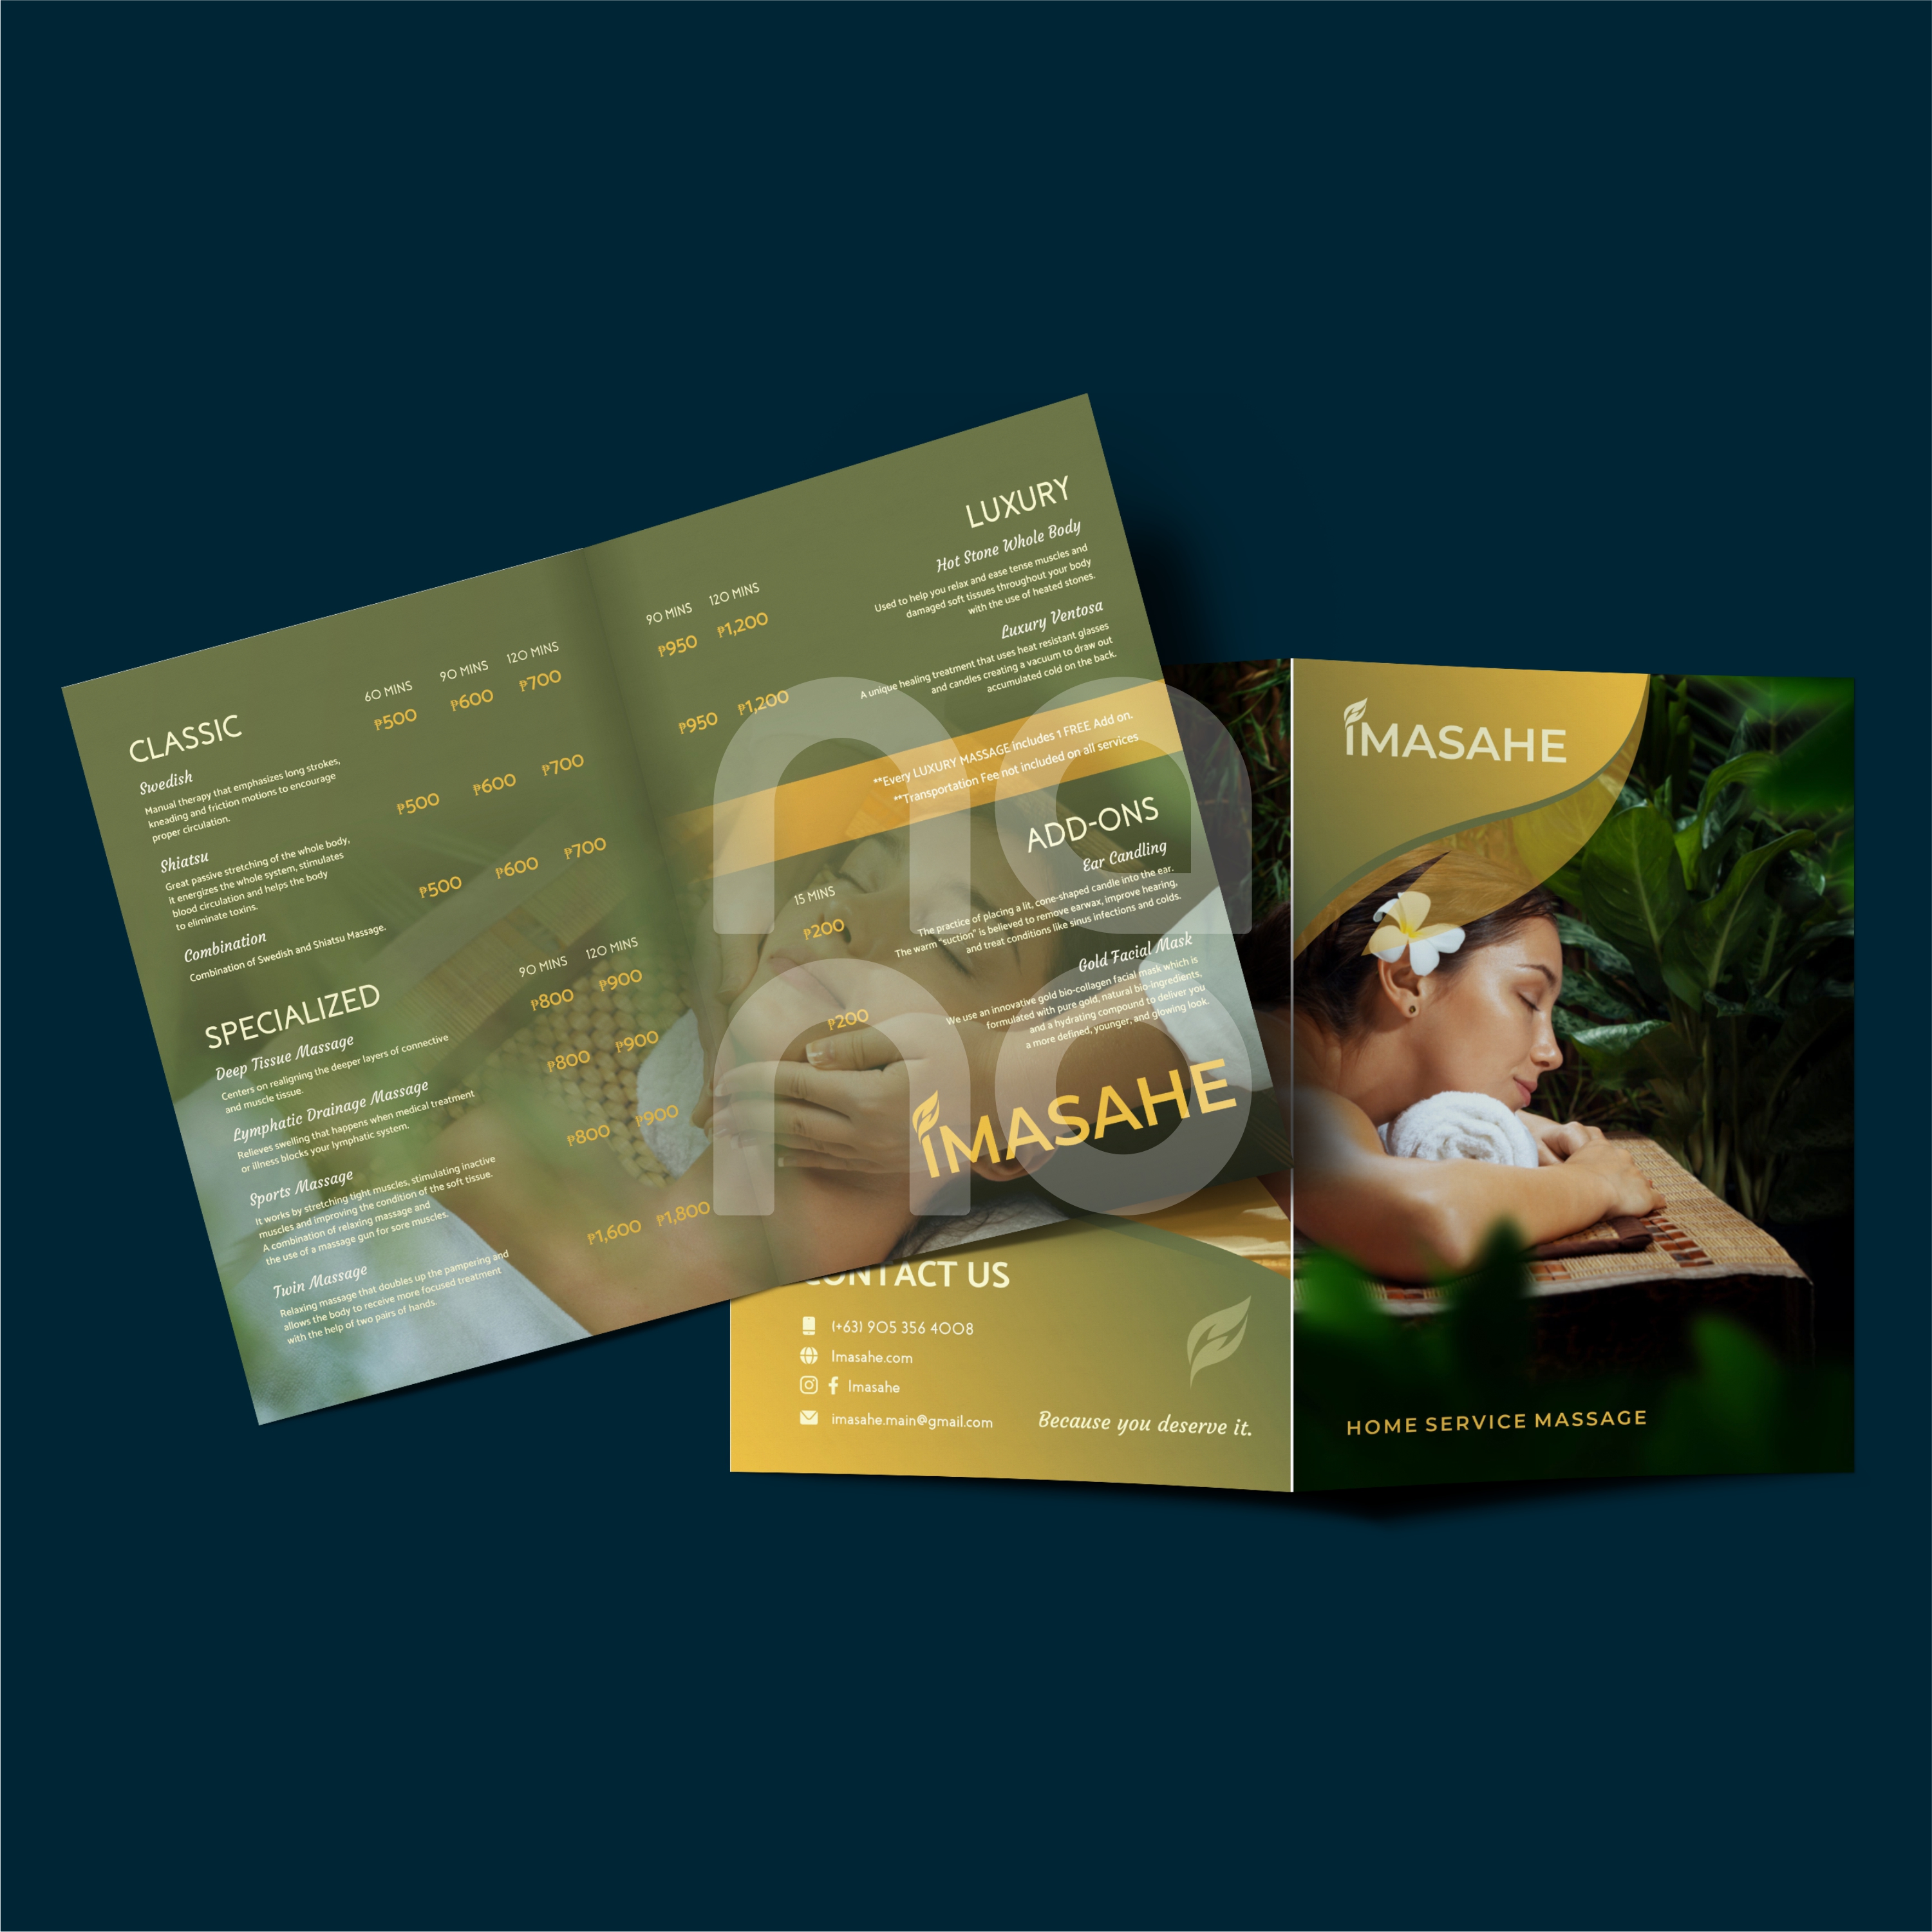 CLASSIC
60 MINS 90 MINS 120 MINS
Swedish
₱500 ₱600 ₱700
Manual therapy that emphasizes long strokes,
kneading and friction motions to encourage
proper circulation.
Shiatsu
₱500 ₱600 ₱700
Great passive stretching of the whole body,
it energizes the whole system, stimulates
blood circulation and helps the body
to eliminate toxins.
Combination
₱500 ₱600 ₱700
Combination of Swedish and Shiatsu Massage.
SPECIALIZED
90 MINS 120 MINS
Deep Tissue Massage
₱800 ₱900
Centers on realigning the deeper layers of connective
and muscle tissue.
Lymphatic Drainage Massage
₱800 ₱900
Relieves swelling that happens when medical treatment
or illness blocks your lymphatic system.
Sports Massage
₱800 ₱900
It works by stretching tight muscles, stimulating inactive
muscles and improving the condition of the soft tissue.
A combination of relaxing massage and
the use of a massage gun for sore muscles.
Twin Massage
₱1,600 ₱1,800
Relaxing massage that doubles up the pampering and
allows the body to receive more focused treatment
with the help of two pairs of hands.
LUXURY
90 MINS 120 MINS
Hot Stone Whole Body
₱950 ₱1,200
Used to help you relax and ease tense muscles and
damaged soft tissues throughout your body
with the use of heated stones.
Luxury Ventosa
₱950 ₱1,200
A unique healing treatment that uses heat resistant glasses
and candles creating a vacuum to draw out
accumulated cold on the back.
**Every LUXURY MASSAGE includes 1 FREE Add on.
**Transportation Fee not included on all services
ADD-ONS
15 MINS
Ear Candling
₱200
The practice of placing a lit, cone-shaped candle into the ear.
The warm "suction" is believed to remove earwax, improve hearing,
and treat conditions like sinus infections and colds.
Gold Facial Mask
₱200
We use an innovative gold bio-collagen facial mask which is
formulated with pure gold, natural bio-ingredients,
and a hydrating compound to deliver you
a more defined, younger, and glowing look.
IMASAHE
CONTACT US
(+63) 905 356 4008
Imasahe.com
Imasahe
imasahe.main@gmail.com
Because you deserve it.
IMASAHE
HOME SERVICE MASSAGE
ne
no